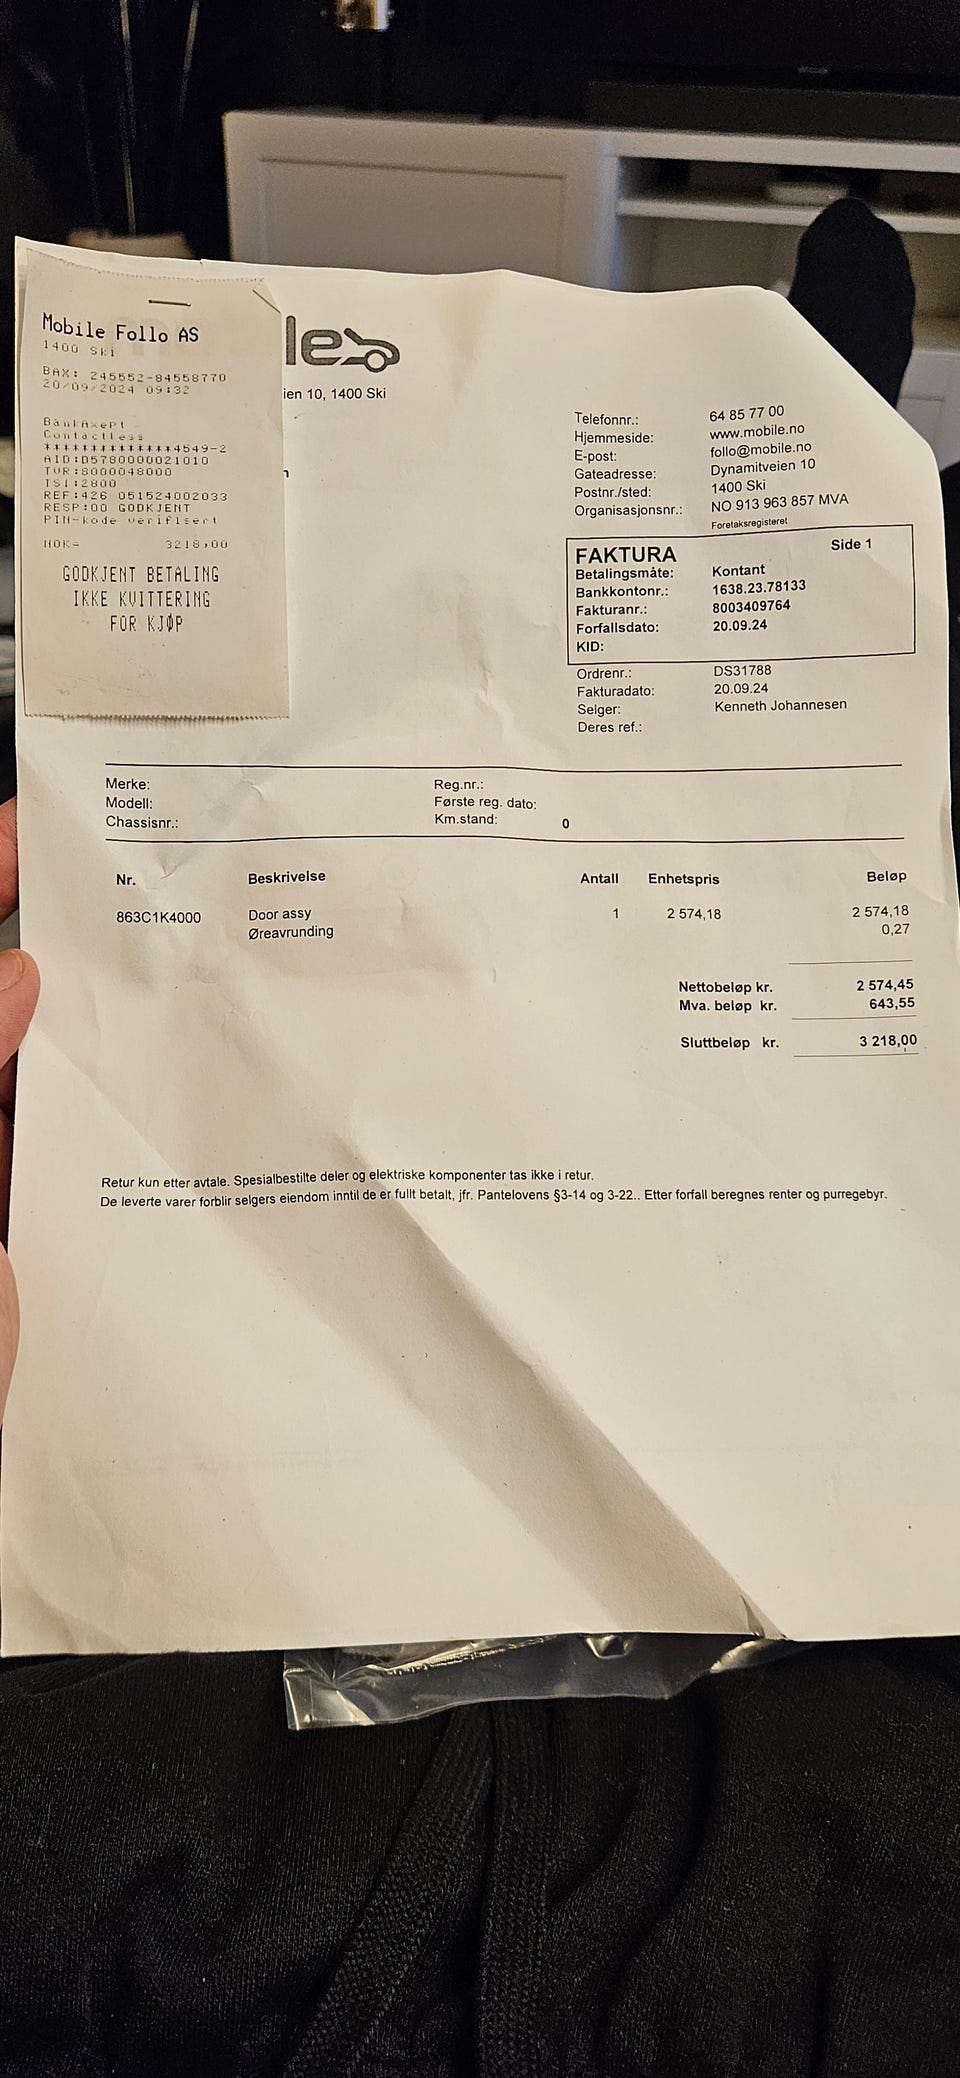 Mobile Follo AS
1400 Ski
BAX: 245552-84558770
20/09/2024 09:32
BankAxept
Contactless
*************4549-2
AID:D5780000021010
TVR:8000048000
TSI:2800
REF:426 051524002033
RESP:00 GODKJENT
PIN-kode verifisert
NOK= 3218,00
GODKJENT BETALING
IKKE KVITTERING
FOR KJØP
le
ien 10, 1400 Ski
n
Telefonnr.: 64 85 77 00
Hjemmeside: www.mobile.no
E-post: follo@mobile.no
Gateadresse: Dynamitveien 10
Postnr./sted: 1400 Ski
Organisasjonsnr.: NO 913 963 857 MVA
Foretaksregisteret
FAKTURA Side 1
Betalingsmåte: Kontant
Bankkontonr.: 1638.23.78133
Fakturanr.: 8003409764
Forfallsdato: 20.09.24
KID:
Ordrenr.: DS31788
Fakturadato: 20.09.24
Selger: Kenneth Johannesen
Deres ref.:
Merke: Reg.nr.:
Modell: Første reg. dato:
Chassisnr.: Km.stand: 0
Nr. Beskrivelse Antall Enhetspris Beløp
863C1K4000 Door assy 1 2 574,18 2 574,18
Øreavrunding 0,27
Nettobeløp kr. 2 574,45
Mva. beløp kr. 643,55
Sluttbeløp kr. 3 218,00
Retur kun etter avtale. Spesialbestilte deler og elektriske komponenter tas ikke i retur.
De leverte varer forblir selgers eiendom inntil de er fullt betalt, jfr. Pantelovens §3-14 og 3-22.. Etter forfall beregnes renter og purregebyr.